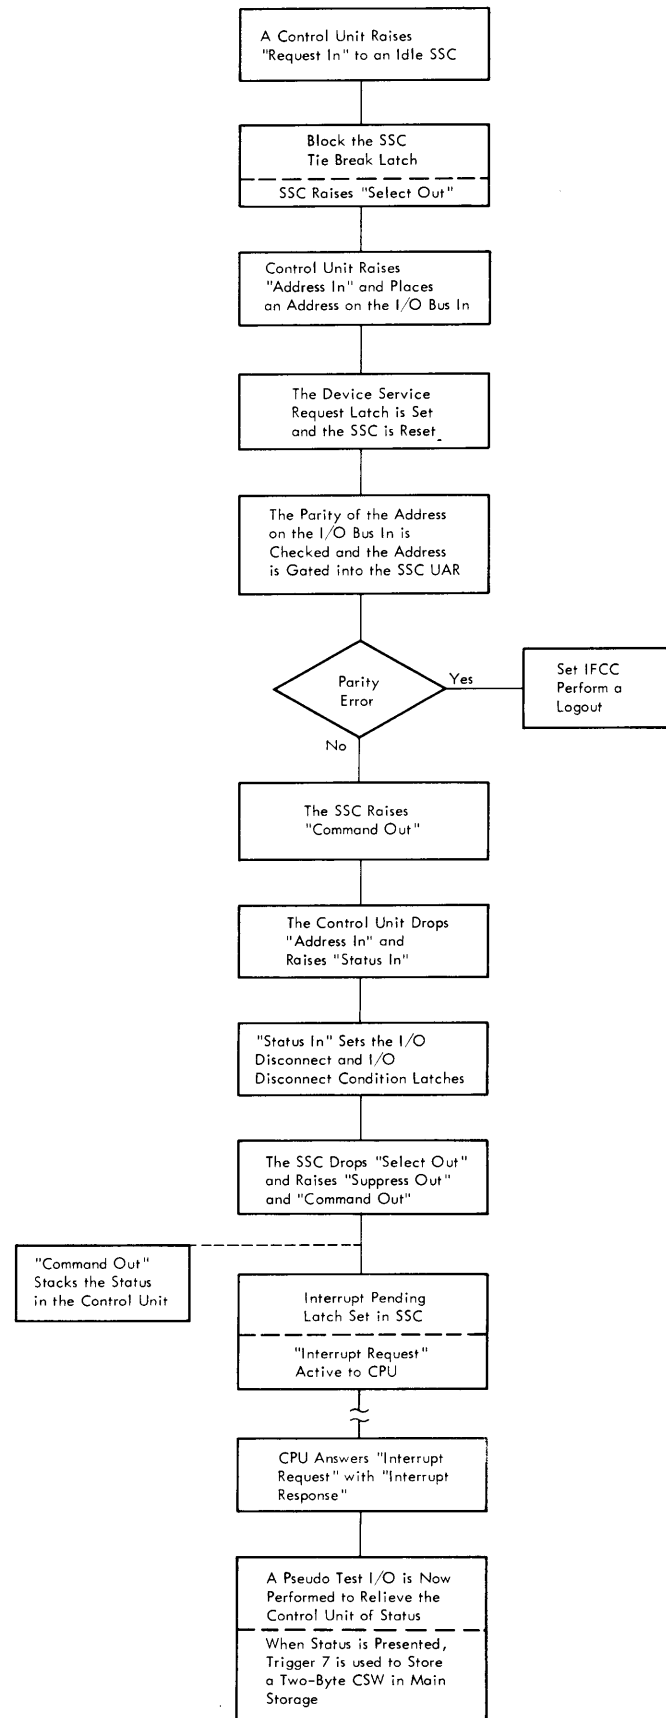 A Control Unit Raises
"Request In" to an Idle SSC
Block the SSC
Tie Break Latch
SSC Raises "Select Out"
Control Unit Raises
"Address In" and Places
an Address on the I/O Bus In
The Device Service
Request Latch is Set
and the SSC is Reset
The Parity of the Address
on the I/O Bus In is
Checked and the Address
is Gated into the SSC UAR
Parity
Error
Yes
Set IFCC
Perform a
Logout
No
The SSC Raises
"Command Out"
The Control Unit Drops
"Address In" and
Raises "Status In"
"Status In" Sets the I/O
Disconnect and I/O
Disconnect Condition Latches
The SSC Drops "Select Out"
and Raises "Suppress Out"
and "Command Out"
"Command Out"
Stacks the Status
in the Control Unit
Interrupt Pending
Latch Set in SSC
"Interrupt Request"
Active to CPU
CPU Answers "Interrupt
Request" with "Interrupt
Response"
A Pseudo Test I/O is Now
Performed to Relieve the
Control Unit of Status
When Status is Presented,
Trigger 7 is used to Store
a Two-Byte CSW in Main
Storage